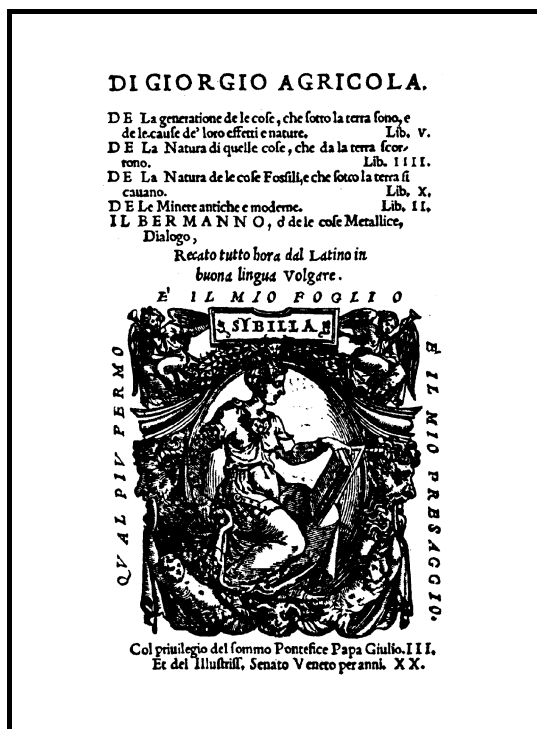 DI GIORGIO AGRICOLA.
DE La generatione de le cose, che sotto la terra sono, e
de le cause de' loro effetti e nature. Lib. V.
DE La Natura di quelle cose, che da la terra scor-
rono. Lib. IIII.
DE La Natura de le cose Fossili, e che sotto la terra si
cauano. Lib. X.
DE Le Minere antiche e moderne. Lib. II.
IL BERMANNO, ò de le cose Metallice,
Dialogo,
Recato tutto hora dal Latino in
buona lingua Volgare.
QVAL PIV FERMO
E' IL MIO FOGLIO
E' IL MIO PRESAGGIO.
SYBILLA
Col priuilegio del sommo Pontefice Papa Giulio. III.
Et del Illustriss. Senato Veneto per anni. XX.